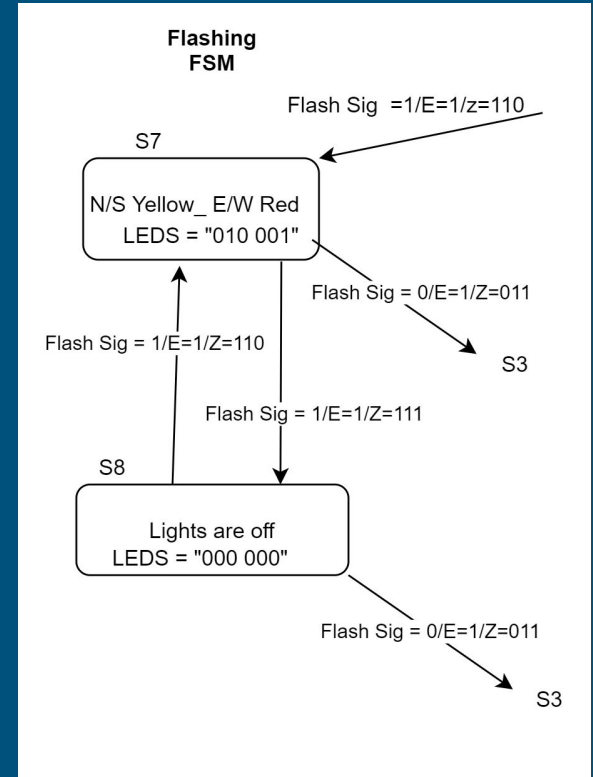 Flashing
FSM
Flash Sig =1/E=1/z=110
S7
N/S Yellow_ E/W Red
LEDS = "010 001"
Flash Sig = 0/E=1/Z=011
Flash Sig = 1/E=1/Z=110
S3
Flash Sig = 1/E=1/Z=111
S8
Lights are off
LEDS = "000 000"
Flash Sig = 0/E=1/Z=011
S3